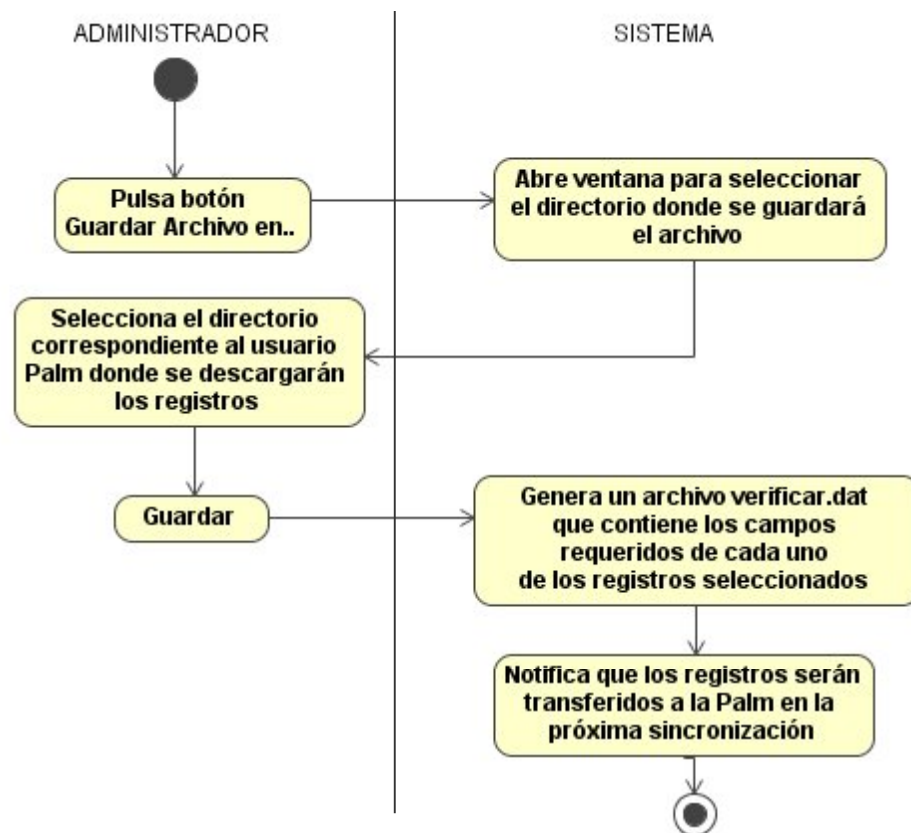 ADMINISTRADOR
SISTEMA
Pulsa botón
Guardar Archivo en..
Abre ventana para seleccionar
el directorio donde se guardará
el archivo
Selecciona el directorio
correspondiente al usuario
Palm donde se descargarán
los registros
Guardar
Genera un archivo verificar.dat
que contiene los campos
requeridos de cada uno
de los registros seleccionados
Notifica que los registros serán
transferidos a la Palm en la
próxima sincronización